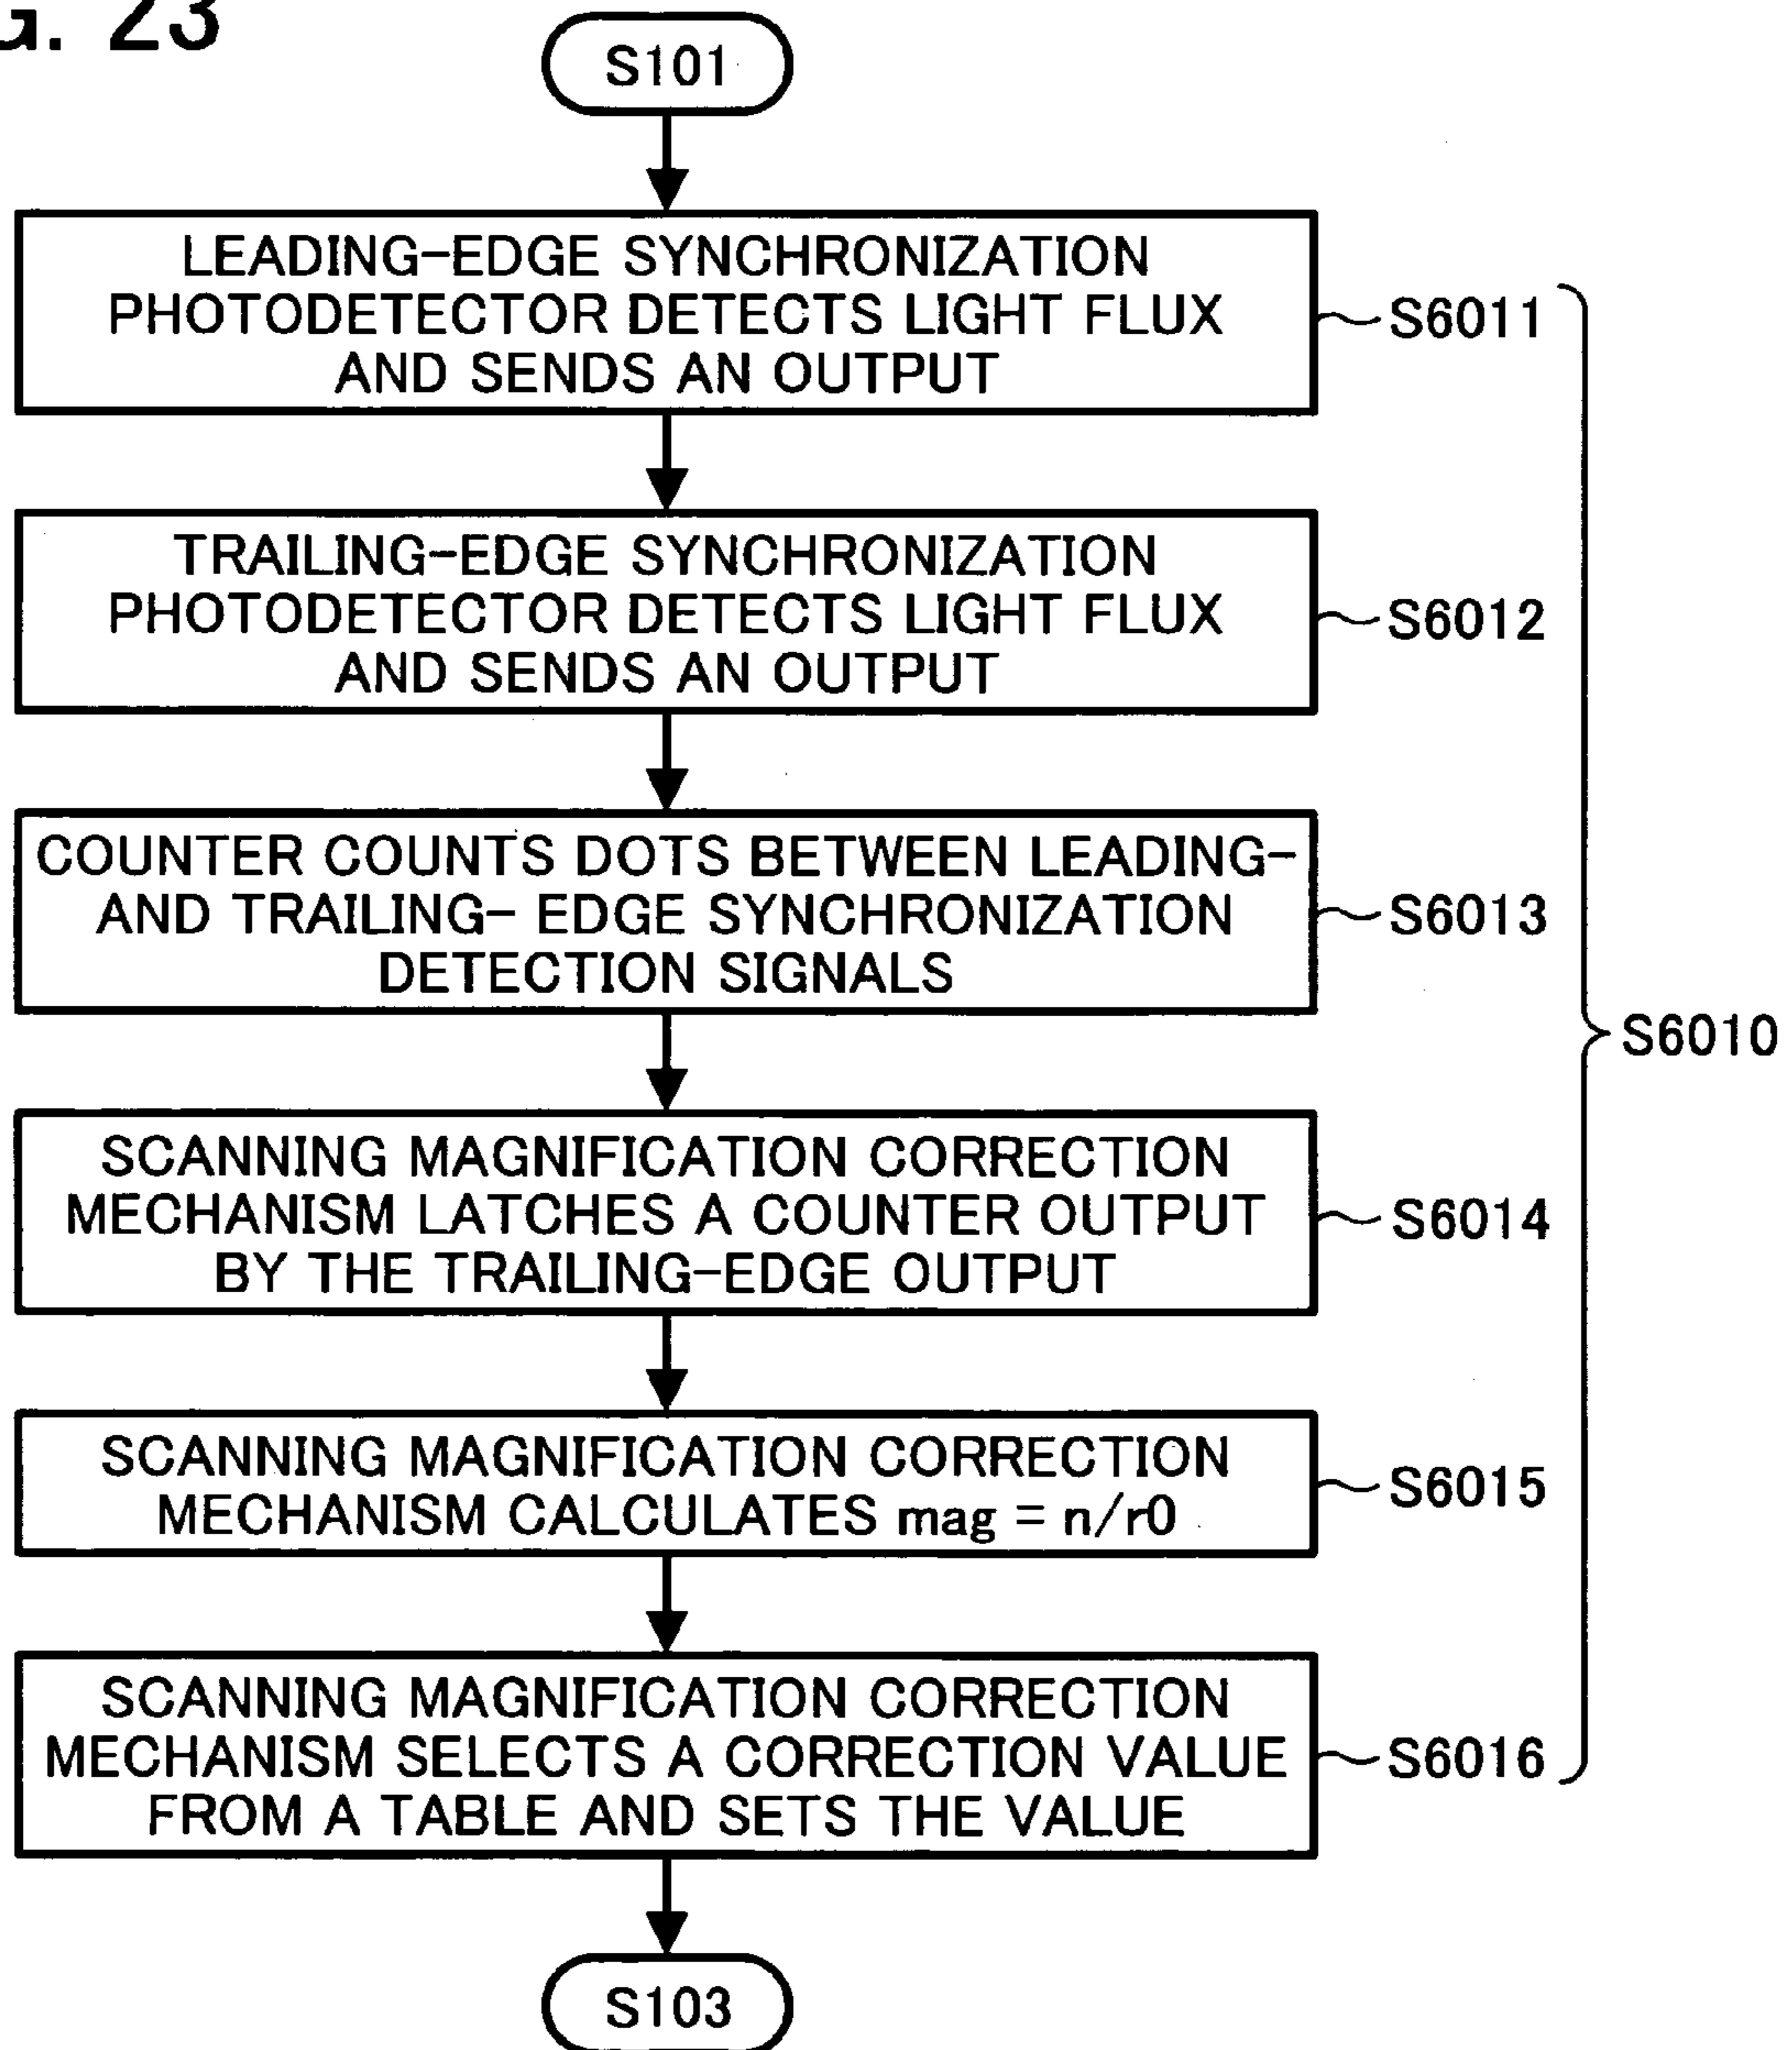 23
S101
LEADING-EDGE SYNCHRONIZATION
PHOTODETECTOR DETECTS LIGHT FLUX
AND SENDS AN OUTPUT
S6011
TRAILING-EDGE SYNCHRONIZATION
PHOTODETECTOR DETECTS LIGHT FLUX
AND SENDS AN OUTPUT
S6012
COUNTER COUNTS DOTS BETWEEN LEADING-
AND TRAILING- EDGE SYNCHRONIZATION
DETECTION SIGNALS
S6013
S6010
SCANNING MAGNIFICATION CORRECTION
MECHANISM LATCHES A COUNTER OUTPUT
BY THE TRAILING-EDGE OUTPUT
S6014
SCANNING MAGNIFICATION CORRECTION
MECHANISM CALCULATES mag = n/r0
S6015
SCANNING MAGNIFICATION CORRECTION
MECHANISM SELECTS A CORRECTION VALUE
FROM A TABLE AND SETS THE VALUE
S6016
S103